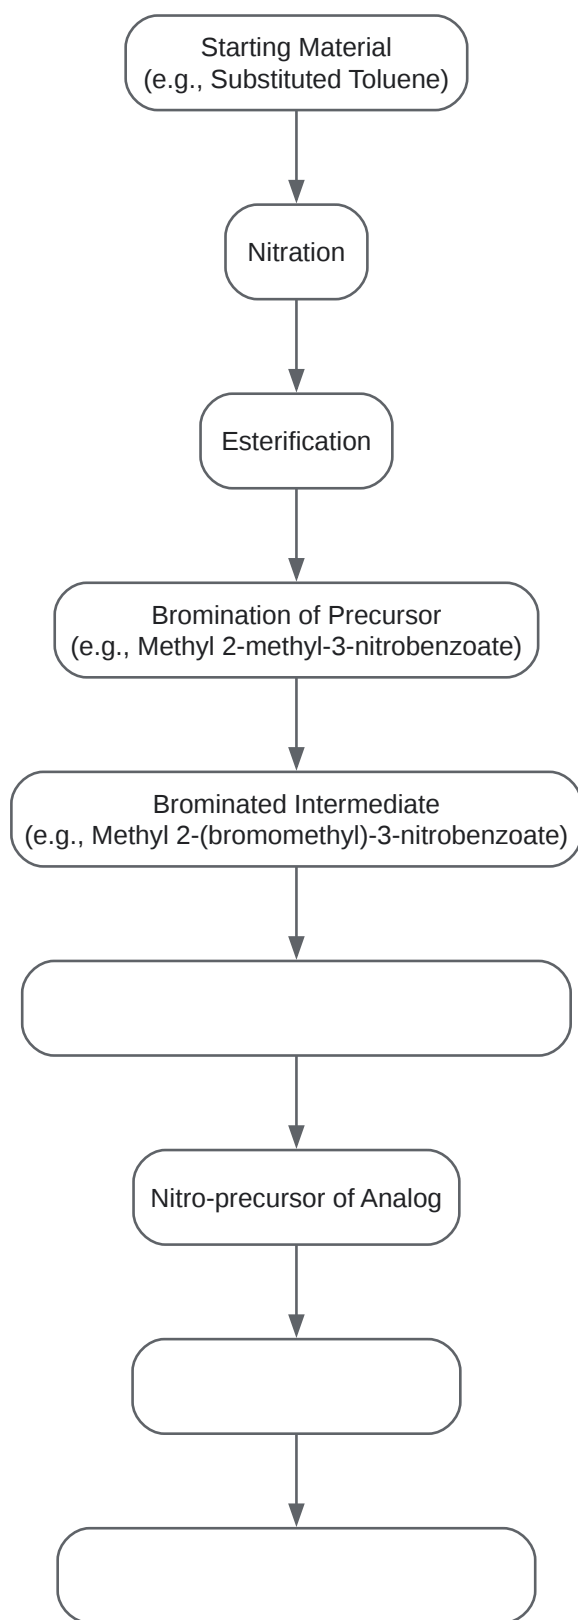 Starting Material
(e.g., Substituted Toluene)
Nitration
Esterification
Bromination of Precursor
(e.g., Methyl 2-methyl-3-nitrobenzoate)
Brominated Intermediate
(e.g., Methyl 2-(bromomethyl)-3-nitrobenzoate)
Nitro-precursor of Analog